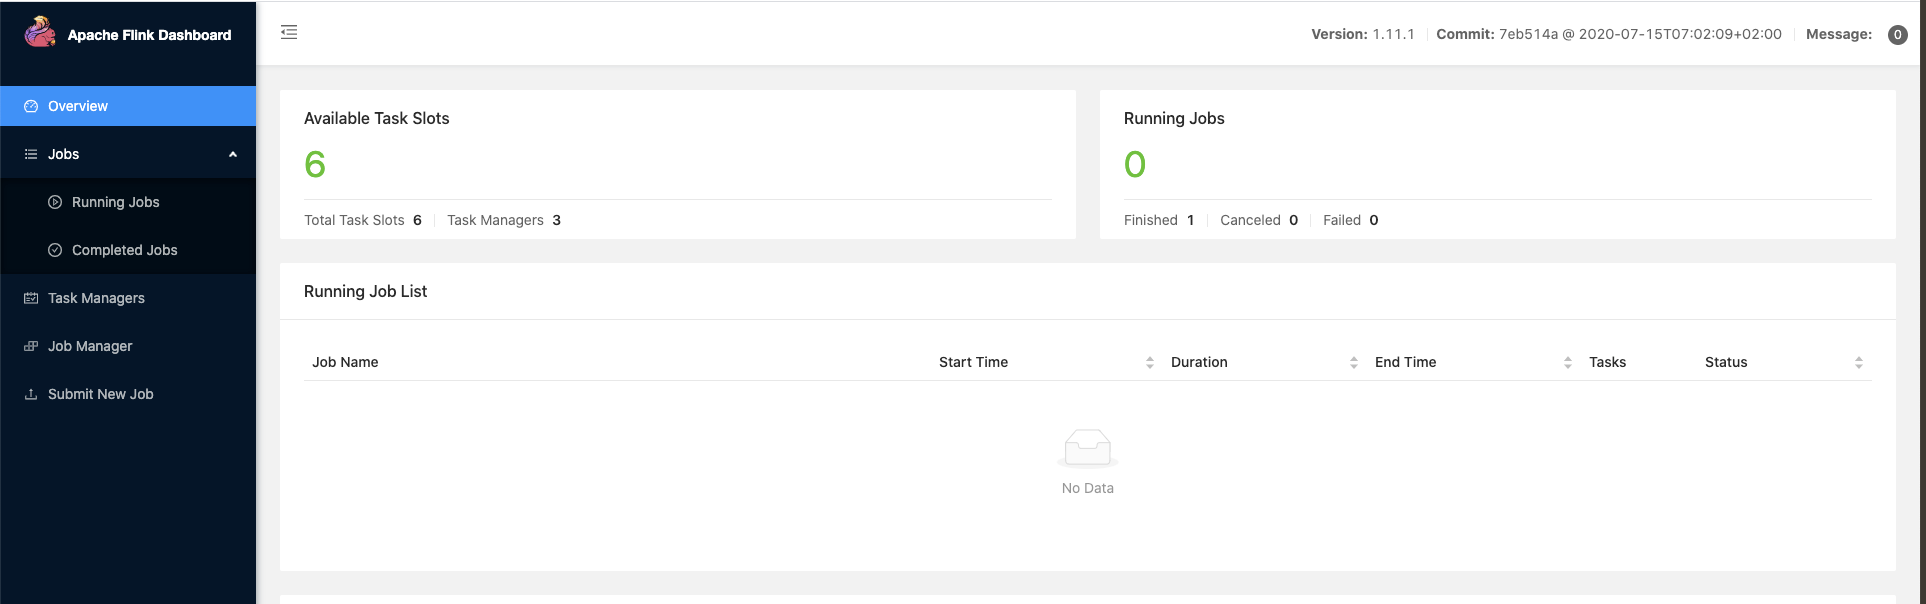 Apache Flink Dashboard
Version: 1.11.1 Commit: 7eb514a @ 2020-07-15T07:02:09+02:00 Message: 0
Overview
Jobs
Running Jobs
Completed Jobs
Task Managers
Job Manager
Submit New Job
Available Task Slots
6
Total Task Slots 6 Task Managers 3
Running Jobs
0
Finished 1 Canceled 0 Failed 0
Running Job List
Job Name Start Time Duration End Time Tasks Status
No Data